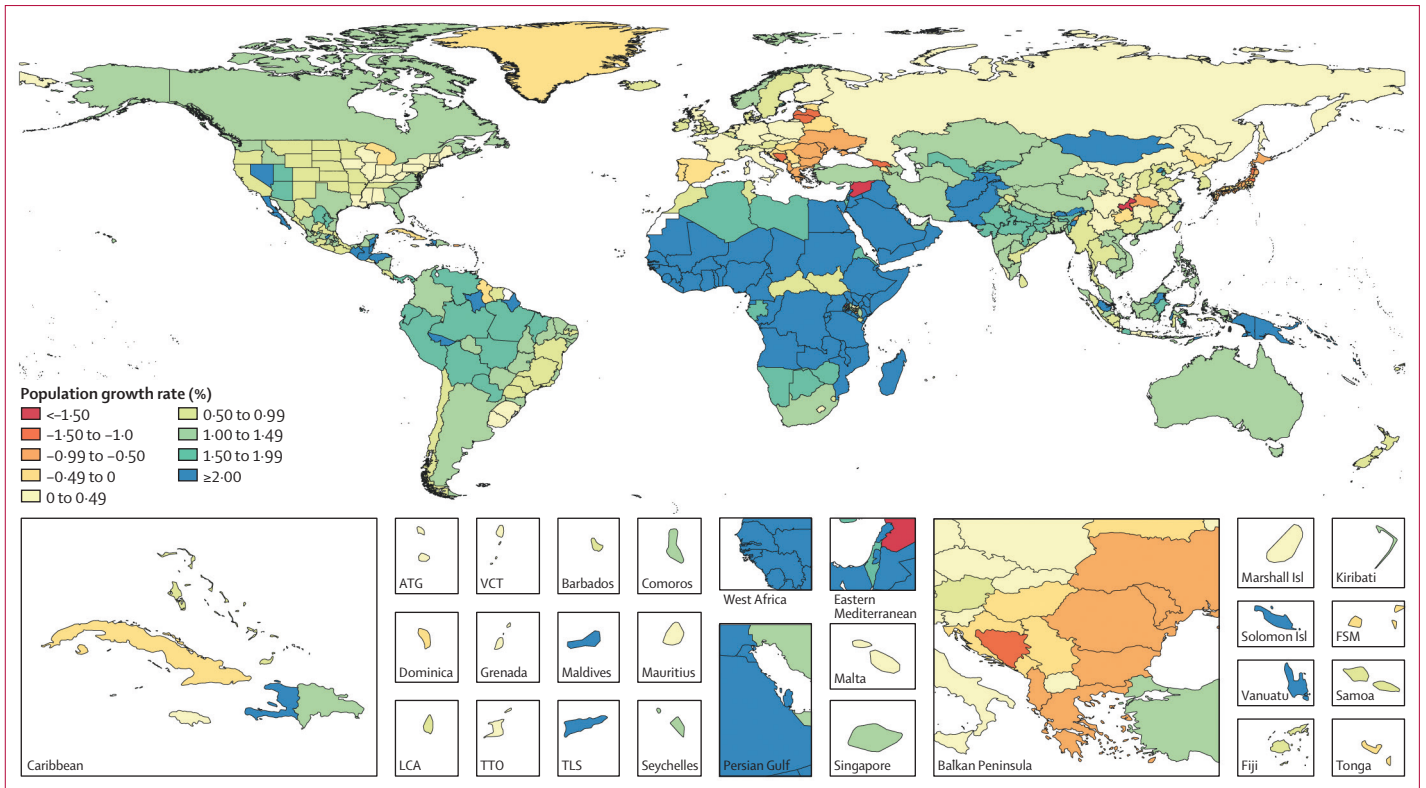 Population growth rate (%)
<–1·50
–1·50 to –1·0
–0·99 to –0·50
–0·49 to 0
0 to 0·49
0·50 to 0·99
1·00 to 1·49
1·50 to 1·99
≥2·00
Caribbean
ATG
VCT
Barbados
Comoros
West Africa
Eastern
Mediterranean
Dominica
Grenada
Maldives
Mauritius
Malta
LCA
TTO
TLS
Seychelles
Persian Gulf
Singapore
Balkan Peninsula
Marshall Isl
Kiribati
Solomon Isl
FSM
Vanuatu
Samoa
Fiji
Tonga